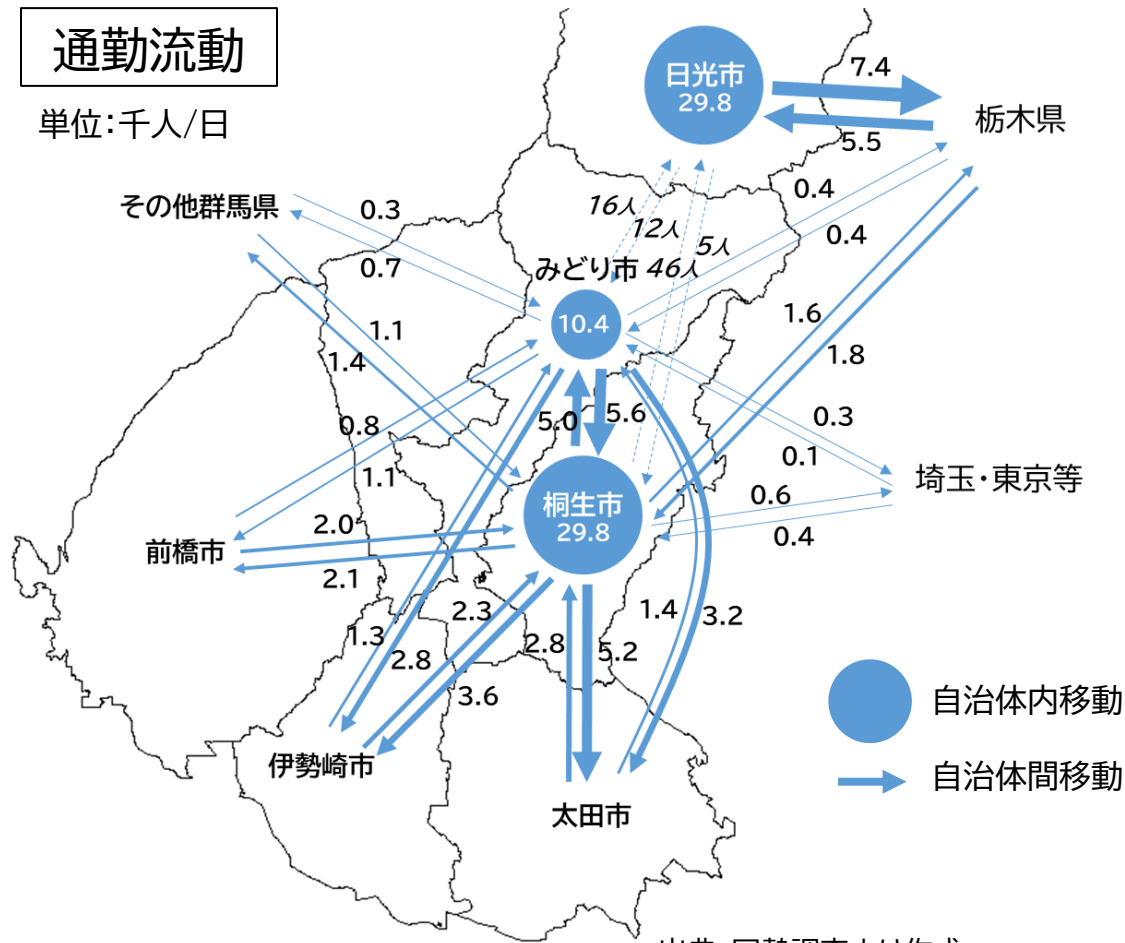 通勤流動
単位：千人/日
日光市
29.8
7.4
5.5
栃木県
その他群馬県
0.3
0.7
16人
12人
5人
46人
0.4
0.4
みどり市
10.4
1.1
1.4
1.6
1.8
0.8
1.1
5.0
5.6
0.3
0.1
埼玉・東京等
桐生市
29.8
0.6
0.4
前橋市
2.0
2.1
1.3
2.8
2.3
3.6
2.8
5.2
1.4
3.2
伊勢崎市
太田市
自治体内移動
自治体間移動